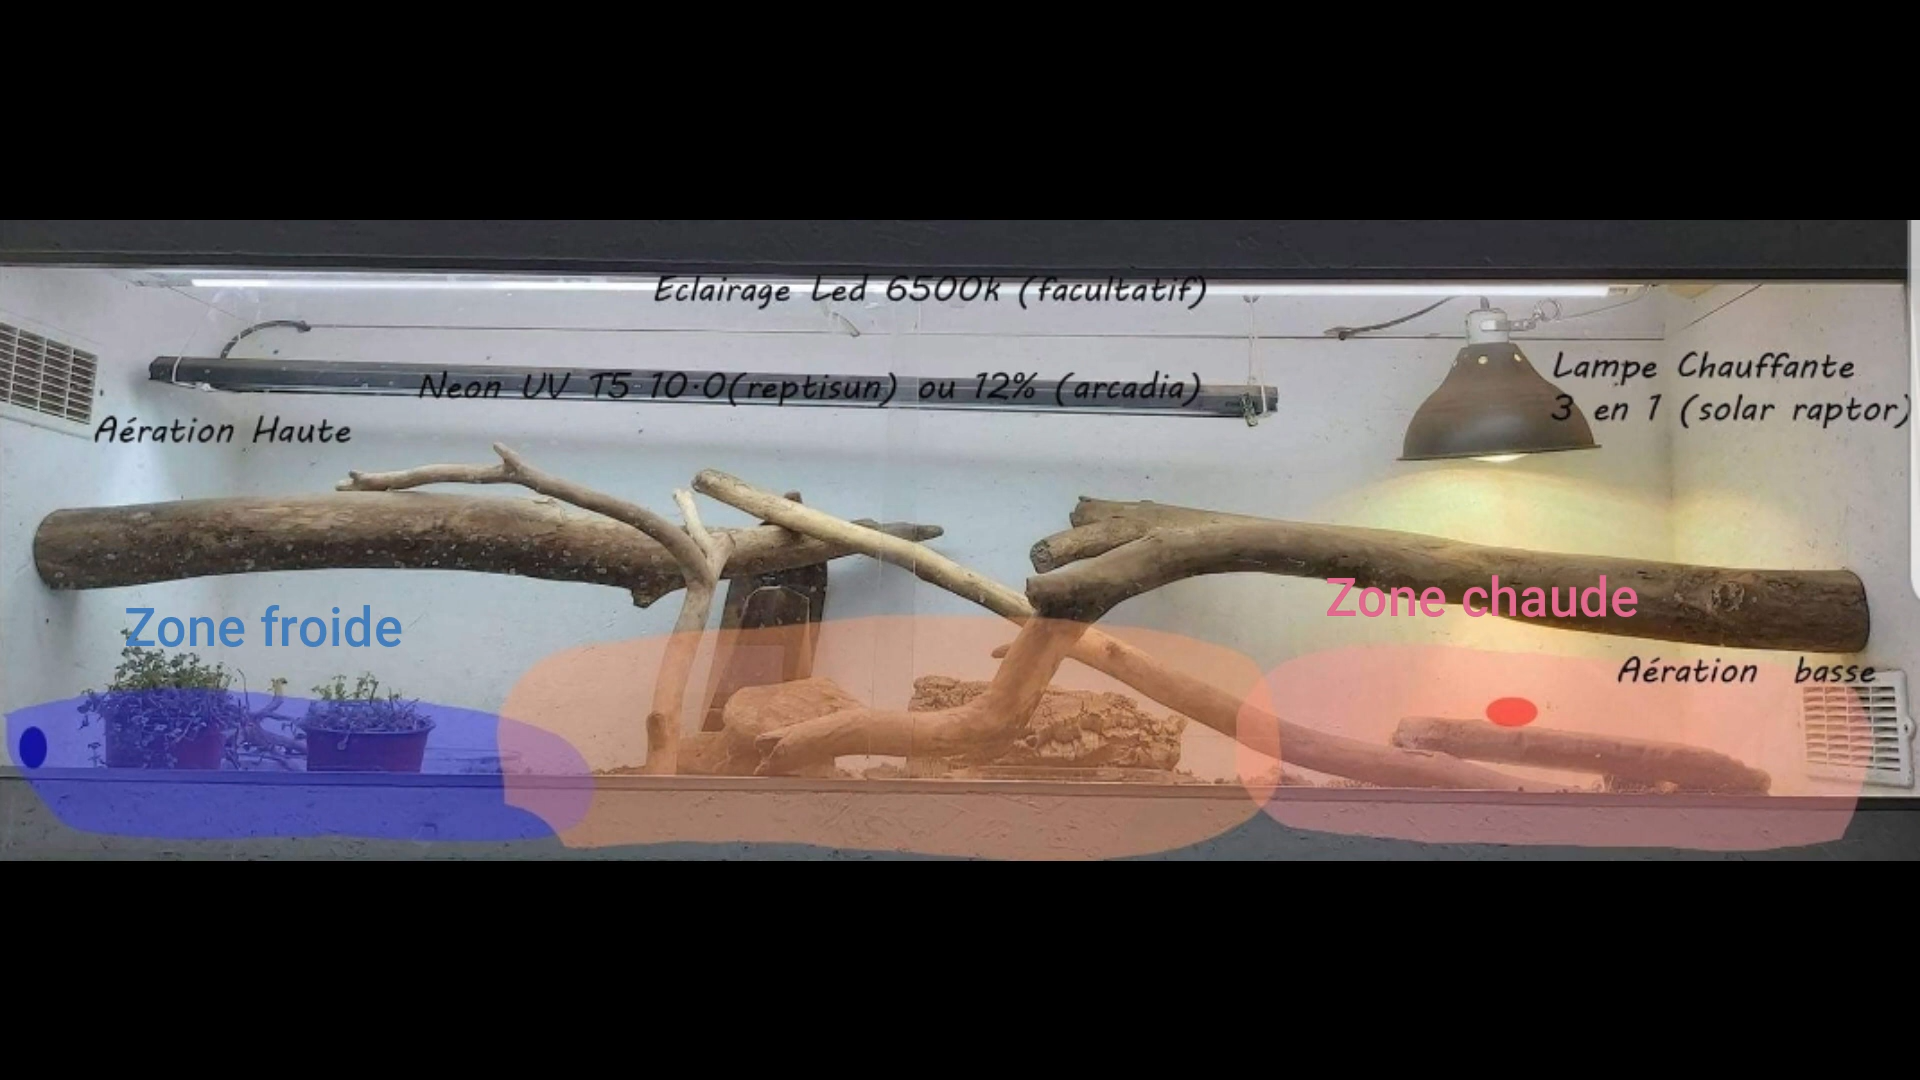 Eclairage Led 6500k (facultatif)
Neon UV T5 10.0(reptisun) ou 12% (arcadia)
Lampe Chauffante
3 en 1 (solar raptor)
Aération Haute
Zone froide
Zone chaude
Aération basse